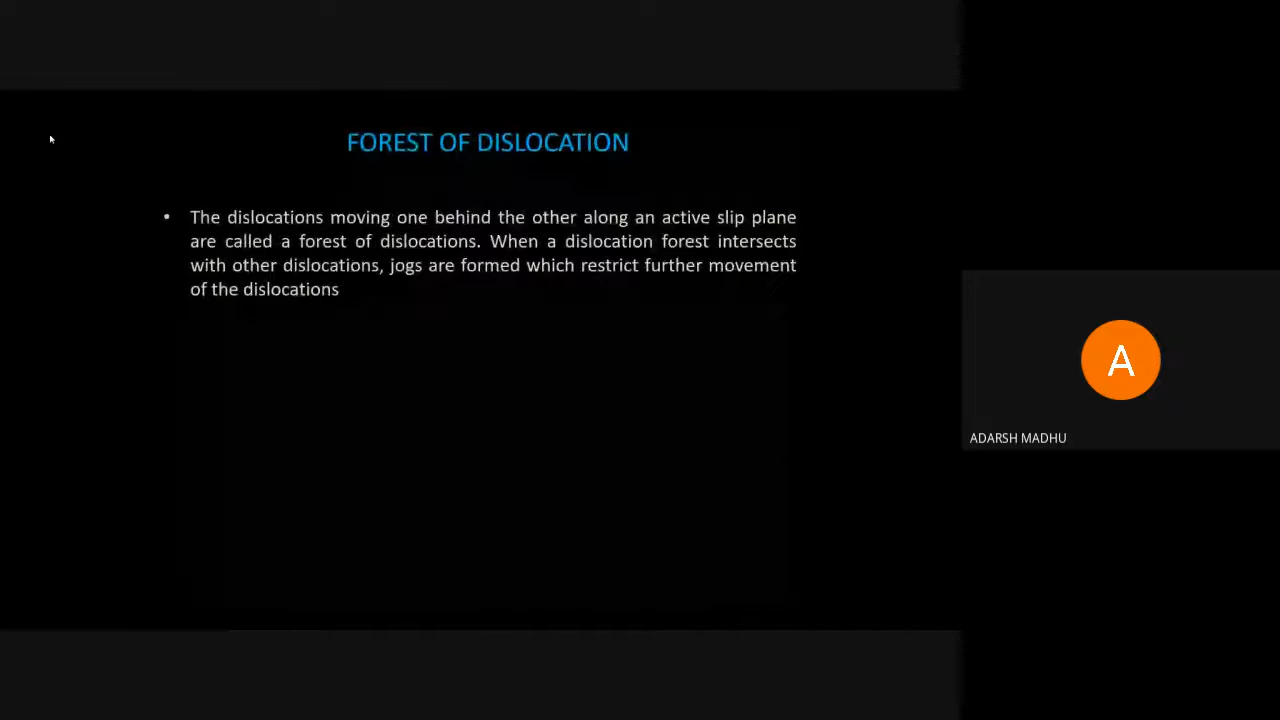 FOREST OF DISLOCATION
• The dislocations moving one behind the other along an active slip plane
are called a forest of dislocations. When a dislocation forest intersects
with other dislocations, jogs are formed which restrict further movement
of the dislocations
A
ADARSH MADHU